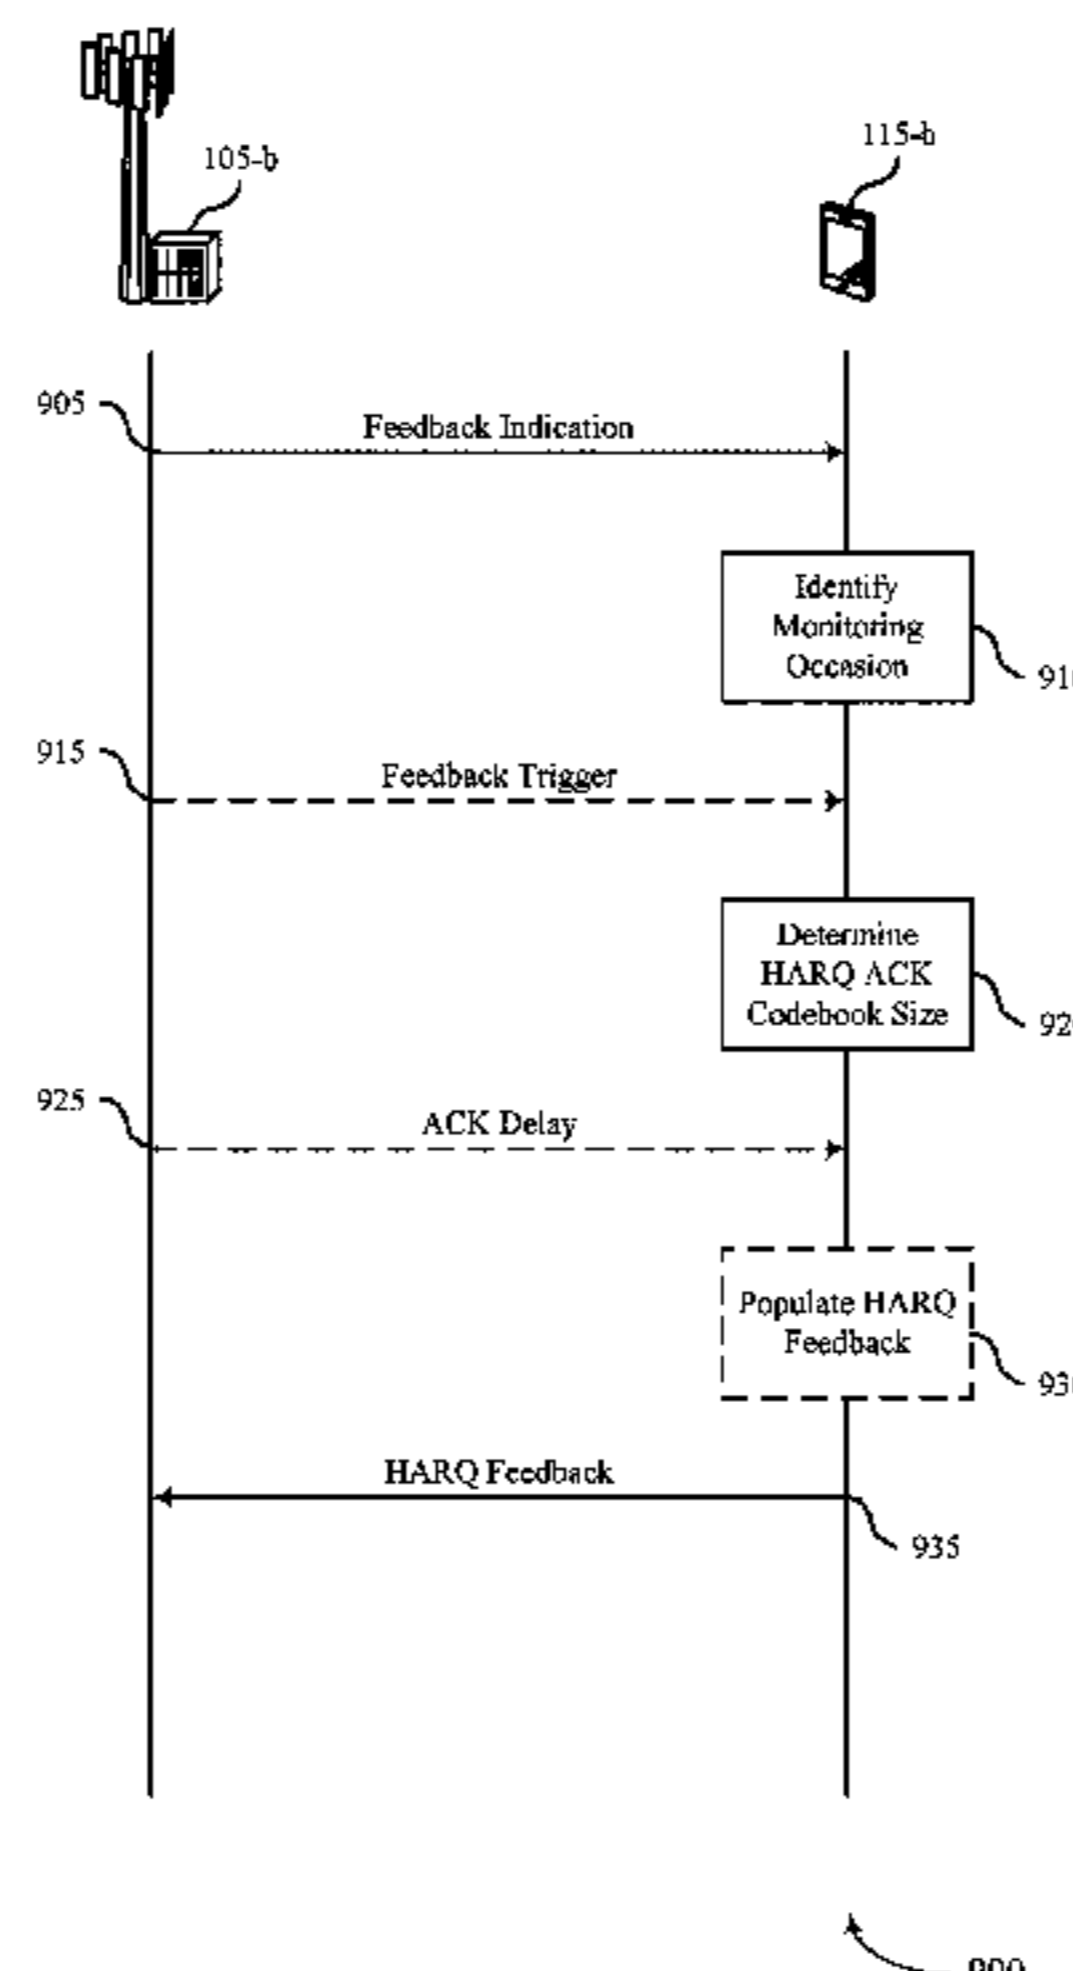 105-b
115-b
905
Feedback Indication
Identify
Monitoring
Occasion
915
Feedback Trigger
Determine
HARQ ACK
Codebook Size
925
ACK Delay
Populate HARQ
Feedback
HARQ Feedback
935